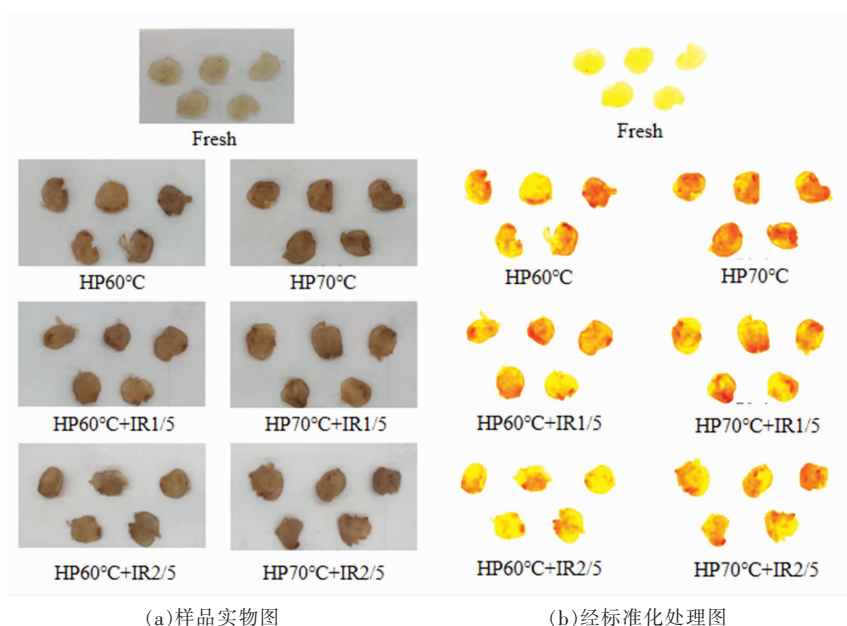 Fresh
Fresh
HP60℃
HP70℃
HP60℃
HP70℃
HP60℃+IR1/5
HP70℃+IR1/5
HP60℃+IR1/5
HP70℃+IR1/5
HP60℃+IR2/5
HP70℃+IR2/5
HP60℃+IR2/5
HP70℃+IR2/5
(a)样品实物图
(b)经标准化处理图